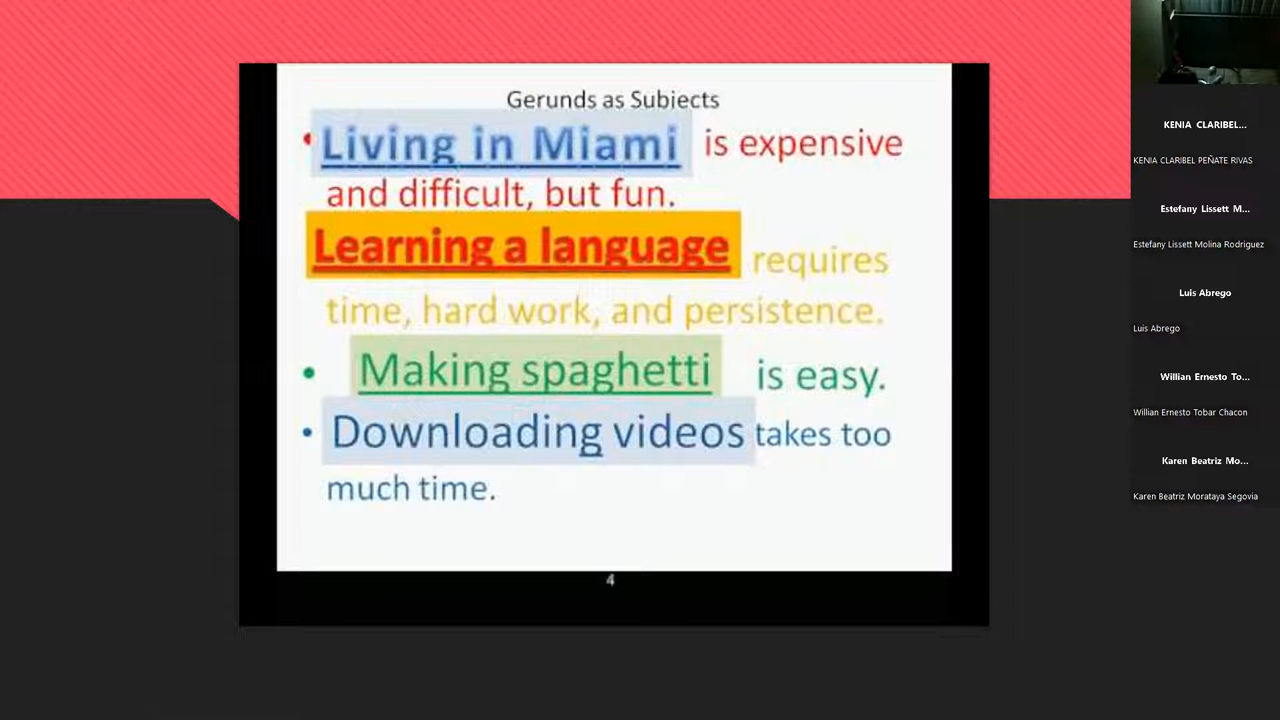 Gerunds as Subjects
• Living in Miami is expensive
and difficult, but fun.
Learning a language requires
time, hard work, and persistence.
• Making spaghetti is easy.
• Downloading videos takes too
much time.
4
KENIA CLARIBEL...
KENIA CLARIBEL PEÑATE RIVAS
Estefany Lissett M...
Estefany Lissett Molina Rodriguez
Luis Abrego
Luis Abrego
Willian Ernesto To...
Willian Ernesto Tobar Chacon
Karen Beatriz Mo...
Karen Beatriz Morataya Segovia